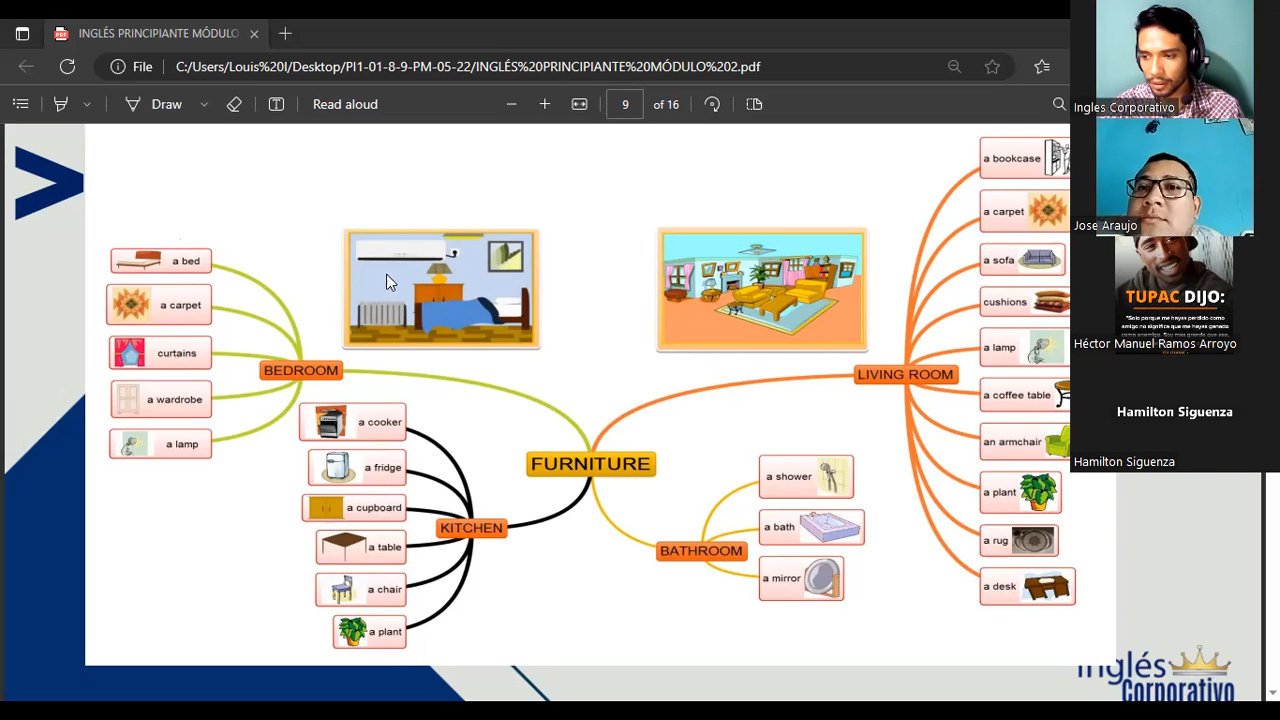 INGLÉS PRINCIPIANTE MÓDULO
File
C:/Users/Louis%20I/Desktop/PI1-01-8-9-PM-05-22/INGLÉS%20PRINCIPIANTE%20MÓDULO%202.pdf
Draw
Read aloud
9
of 16
Ingles Corporativo
Jose Araujo
TUPAC DIJO:
Héctor Manuel Ramos Arroyo
Hamilton Siguenza
Hamilton Siguenza
FURNITURE
BEDROOM
a bed
a carpet
curtains
a wardrobe
a lamp
KITCHEN
a cooker
a fridge
a cupboard
a table
a chair
a plant
BATHROOM
a shower
a bath
a mirror
LIVING ROOM
a bookcase
a carpet
a sofa
cushions
a lamp
a coffee table
an armchair
a plant
a rug
a desk
Inglés
Corporativo